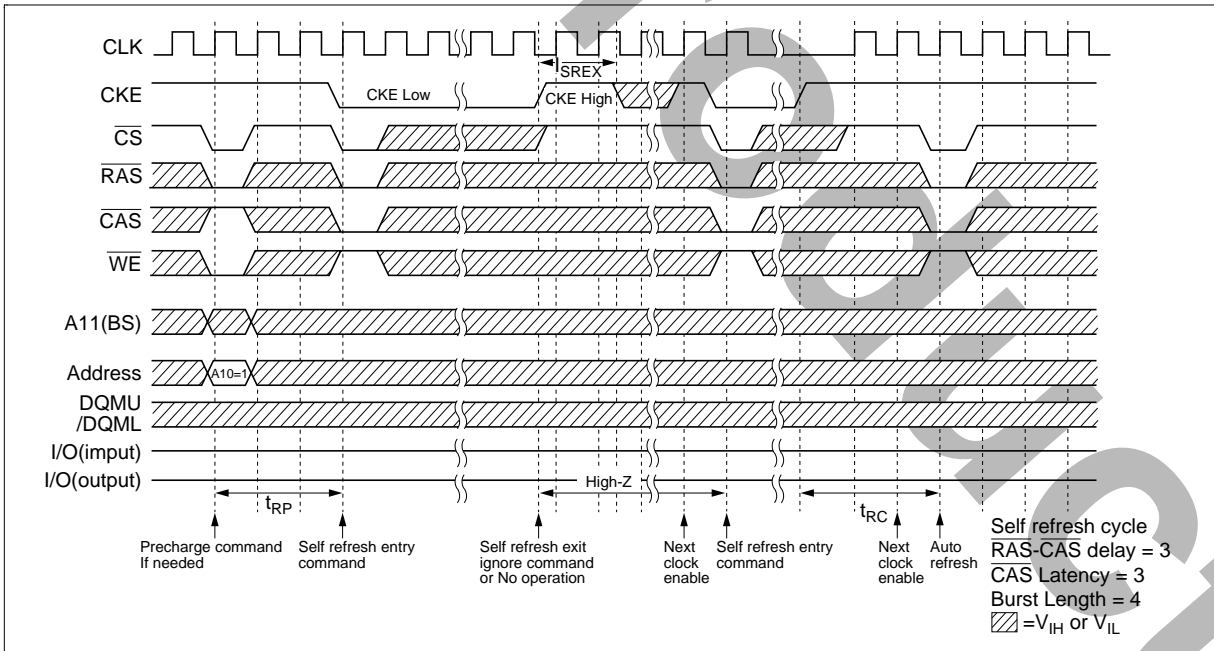 CLK
l SREX
CKE
CKE Low
CKE High
CS
RAS
CAS
WE
A11(BS)
Address
A10=1
DQMU
/DQML
I/O(imput)
I/O(output)
High-Z
tRP
tRC
Precharge command
If needed
Self refresh entry
command
Self refresh exit
ignore command
or No operation
Next
clock
enable
Self refresh entry
command
Next
clock
enable
Auto
refresh
Self refresh cycle
RAS-CAS delay = 3
CAS Latency = 3
Burst Length = 4
=VIH or VIL